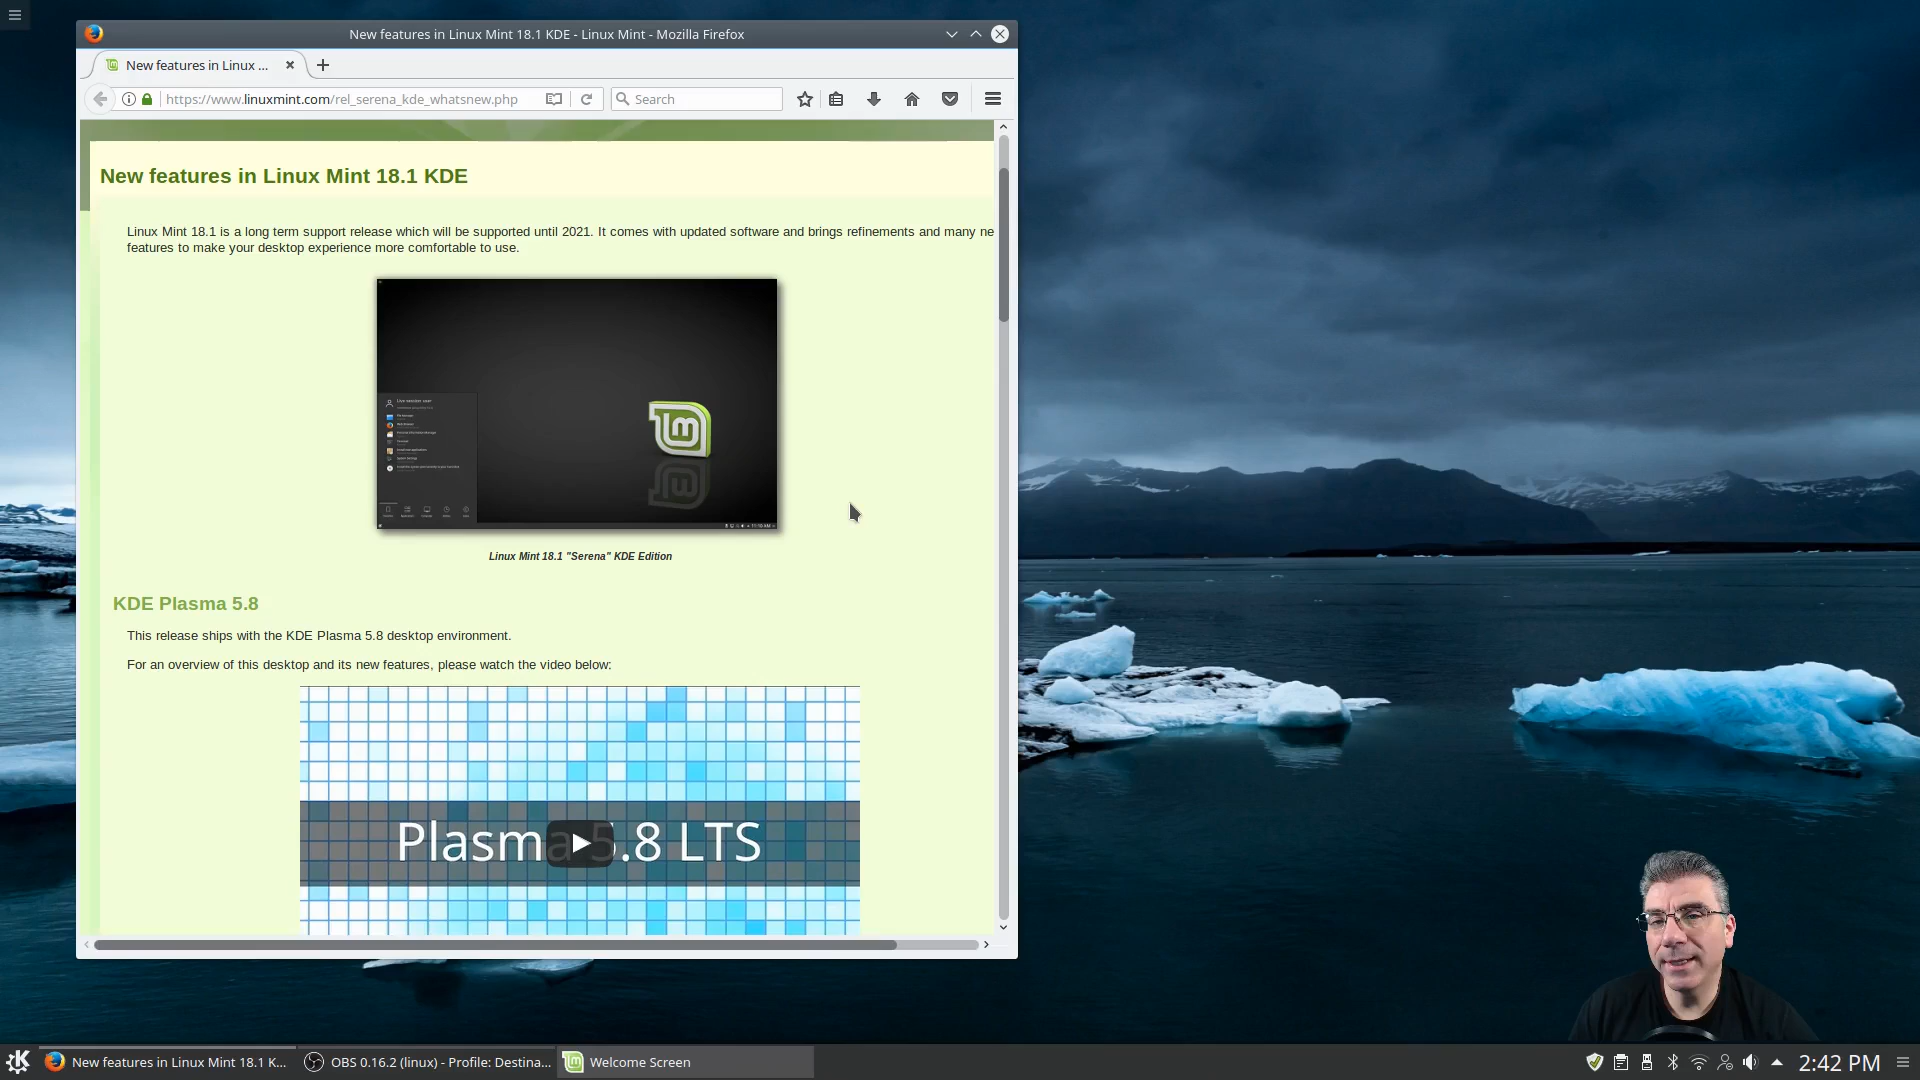 New features in Linux Mint 18.1 KDE - Linux Mint - Mozilla Firefox
New features in Linux ...
https://www.linuxmint.com/rel_serena_kde_whatsnew.php
Search
New features in Linux Mint 18.1 KDE
Linux Mint 18.1 is a long term support release which will be supported until 2021. It comes with updated software and brings refinements and many ne
features to make your desktop experience more comfortable to use.
Linux Mint 18.1 "Serena" KDE Edition
KDE Plasma 5.8
This release ships with the KDE Plasma 5.8 desktop environment.
For an overview of this desktop and its new features, please watch the video below:
Plasma 5.8 LTS
New features in Linux Mint 18.1 K...
OBS 0.16.2 (linux) - Profile: Destina...
Welcome Screen
2:42 PM